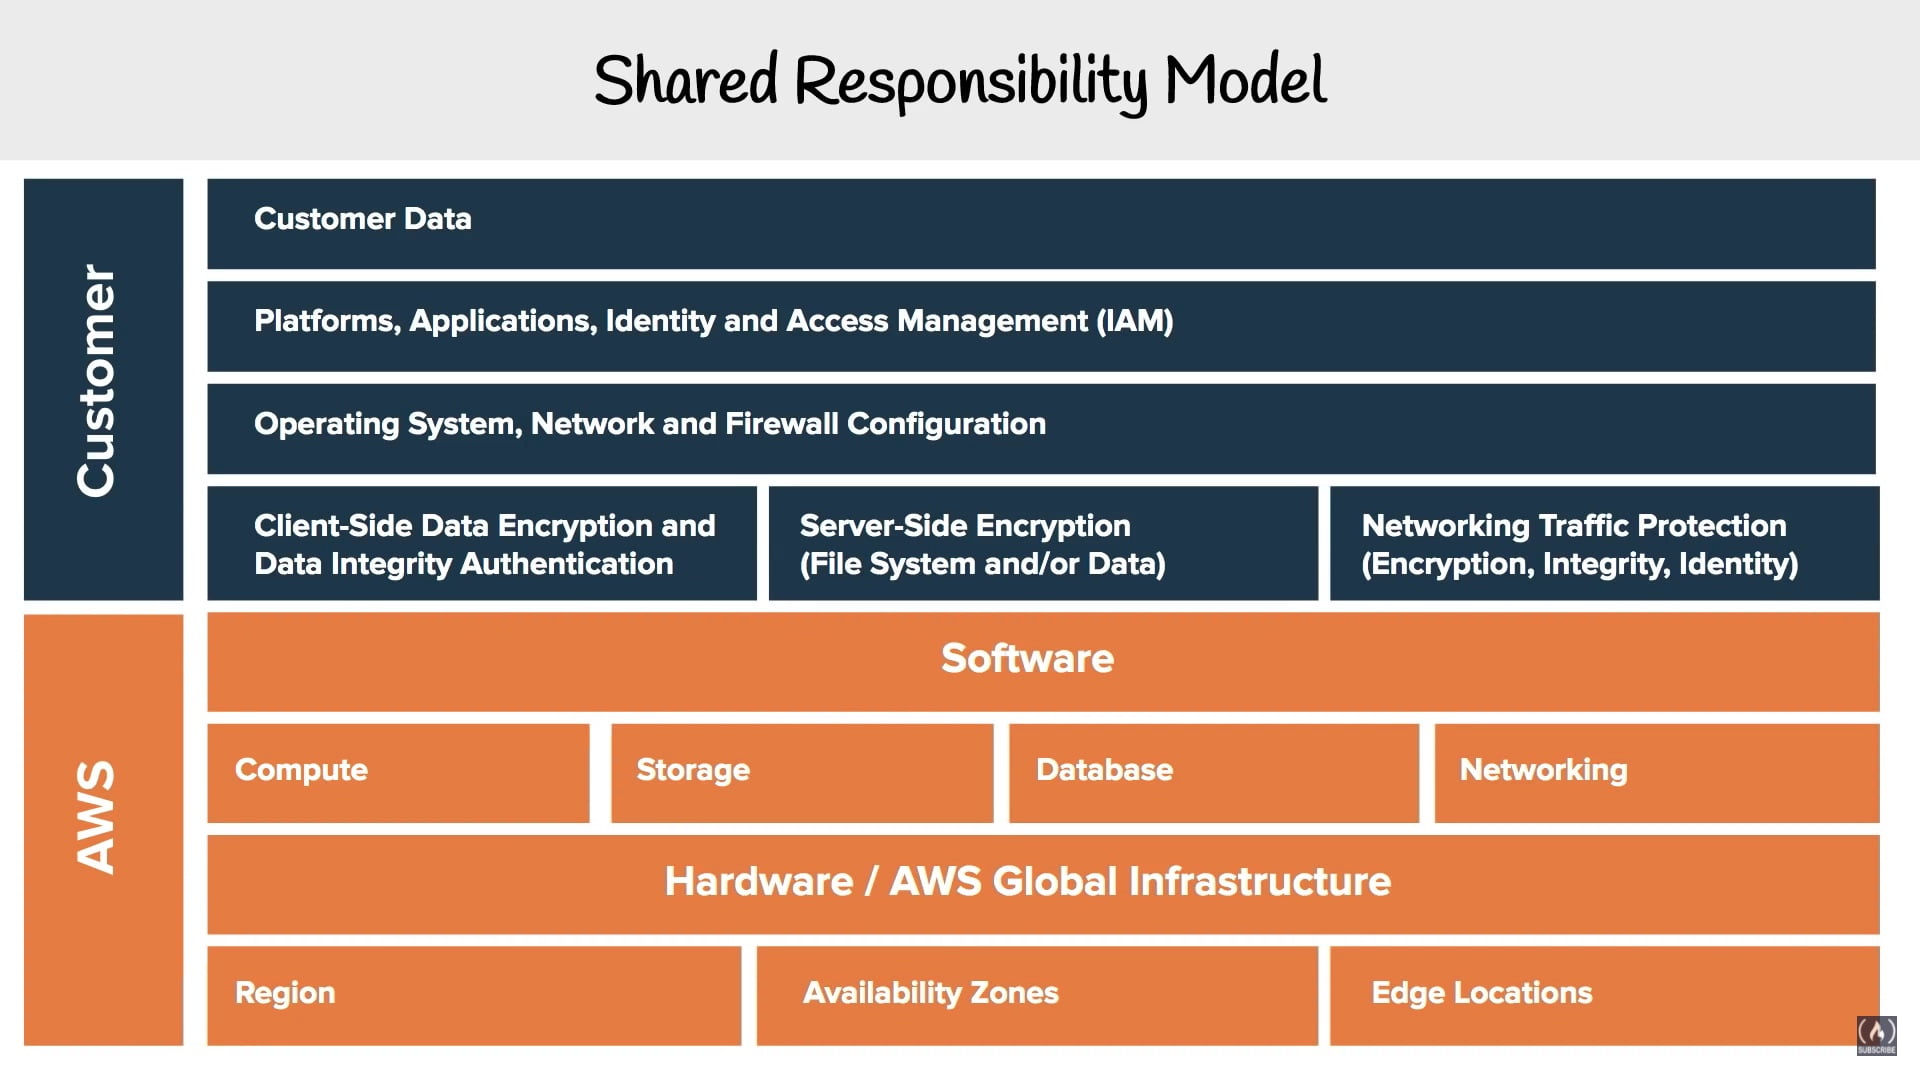 Shared Responsibility Model
Customer
Customer Data
Platforms, Applications, Identity and Access Management (IAM)
Operating System, Network and Firewall Configuration
Client-Side Data Encryption and
Data Integrity Authentication
Server-Side Encryption
(File System and/or Data)
Networking Traffic Protection
(Encryption, Integrity, Identity)
AWS
Software
Compute
Storage
Database
Networking
Hardware / AWS Global Infrastructure
Region
Availability Zones
Edge Locations
SUBSCRIBE